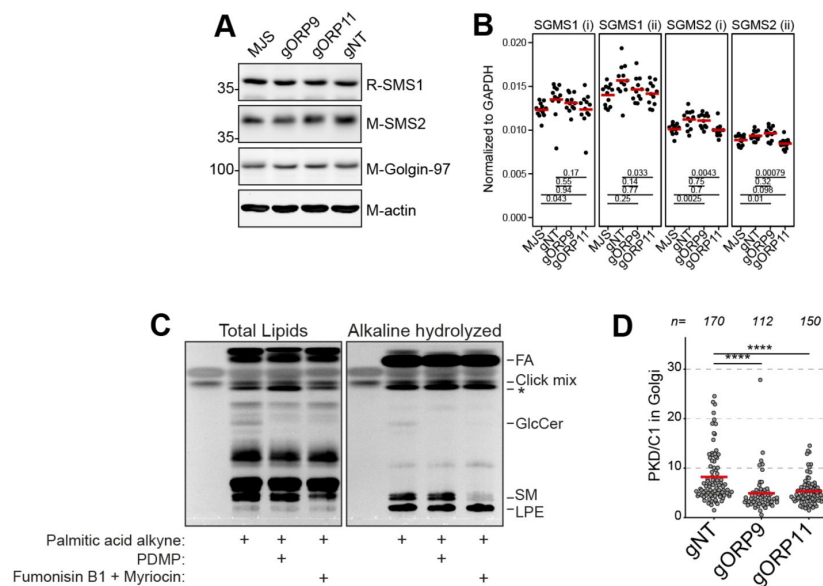 A
MJS
gORP9
gORP11
gNT
35
R-SMS1
35
M-SMS2
100
M-Golgin-97
M-actin
B
SGMS1 (i) SGMS1 (ii) SGMS2 (i) SGMS2 (ii)
Normalized to GAPDH
0.020
0.015
0.010
0.005
0.000
0.17
0.55
0.94
0.043
0.033
0.14
0.77
0.25
0.0043
0.75
0.7
0.0025
0.00079
0.32
0.098
0.01
MJS gNT gORP9 gORP11 MJS gNT gORP9 gORP11 MJS gNT gORP9 gORP11 MJS gNT gORP9 gORP11
C
Total Lipids Alkaline hydrolyzed
FA
Click mix
*
GlcCer
SM
LPE
Palmitic acid alkyne: + + + + + +
PDMP: + +
Fumonisin B1 + Myriocin: + +
D
n= 170 112 150
PKD/C1 in Golgi
****
****
30
20
10
0
gNT gORP9 gORP11